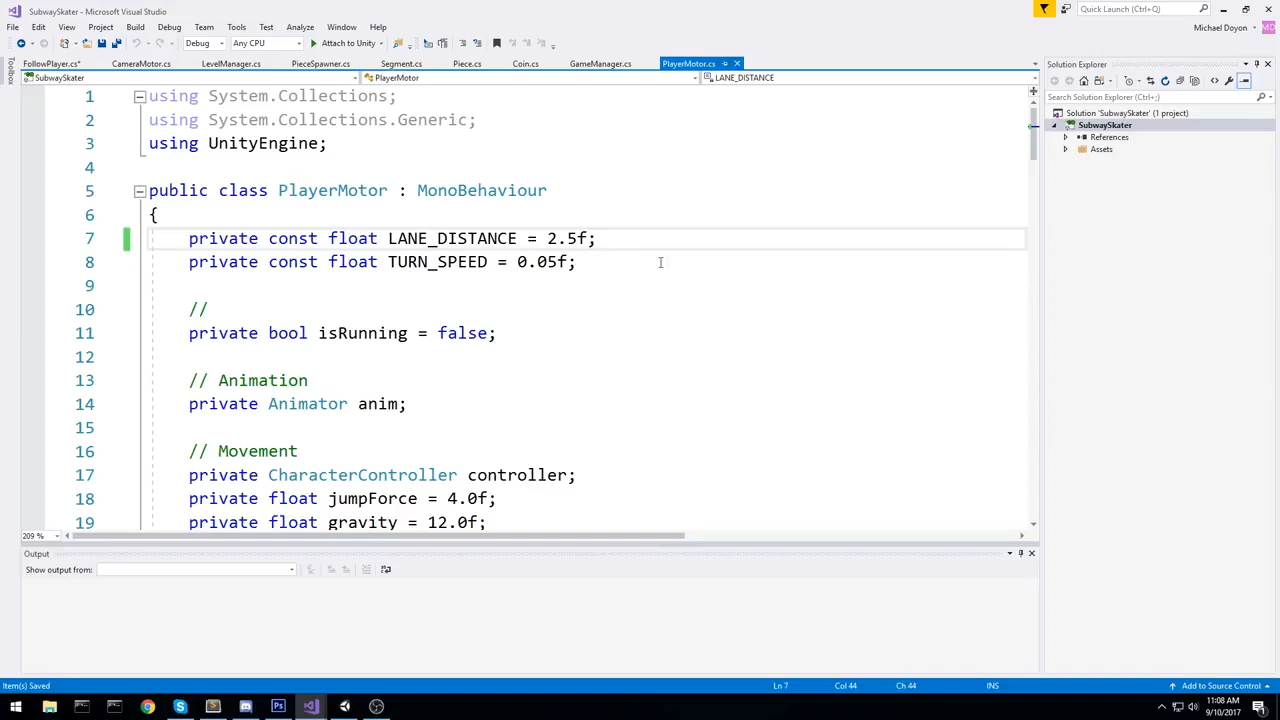 SubwaySkater - Microsoft Visual Studio
Quick Launch (Ctrl+Q)
File Edit View Project Build Debug Team Tools Test Analyze Window Help
Michael Doyon MD
Debug Any CPU Attach to Unity
FollowPlayer.cs* CameraMotor.cs LevelManager.cs PieceSpawner.cs Segment.cs Piece.cs Coin.cs GameManager.cs PlayerMotor.cs
SubwaySkater PlayerMotor LANE_DISTANCE
Toolbox
1 using System.Collections;
2 using System.Collections.Generic;
3 using UnityEngine;
4
5 public class PlayerMotor : MonoBehaviour
6 {
7 private const float LANE_DISTANCE = 2.5f;
8 private const float TURN_SPEED = 0.05f;
9
10 //
11 private bool isRunning = false;
12
13 // Animation
14 private Animator anim;
15
16 // Movement
17 private CharacterController controller;
18 private float jumpForce = 4.0f;
19 private float gravity = 12.0f;
209 %
Output
Show output from:
Solution Explorer
Search Solution Explorer (Ctrl+;)
Solution 'SubwaySkater' (1 project)
SubwaySkater
References
Assets
Item(s) Saved Ln 7 Col 44 Ch 44 INS Add to Source Control
11:08 AM
9/10/2017